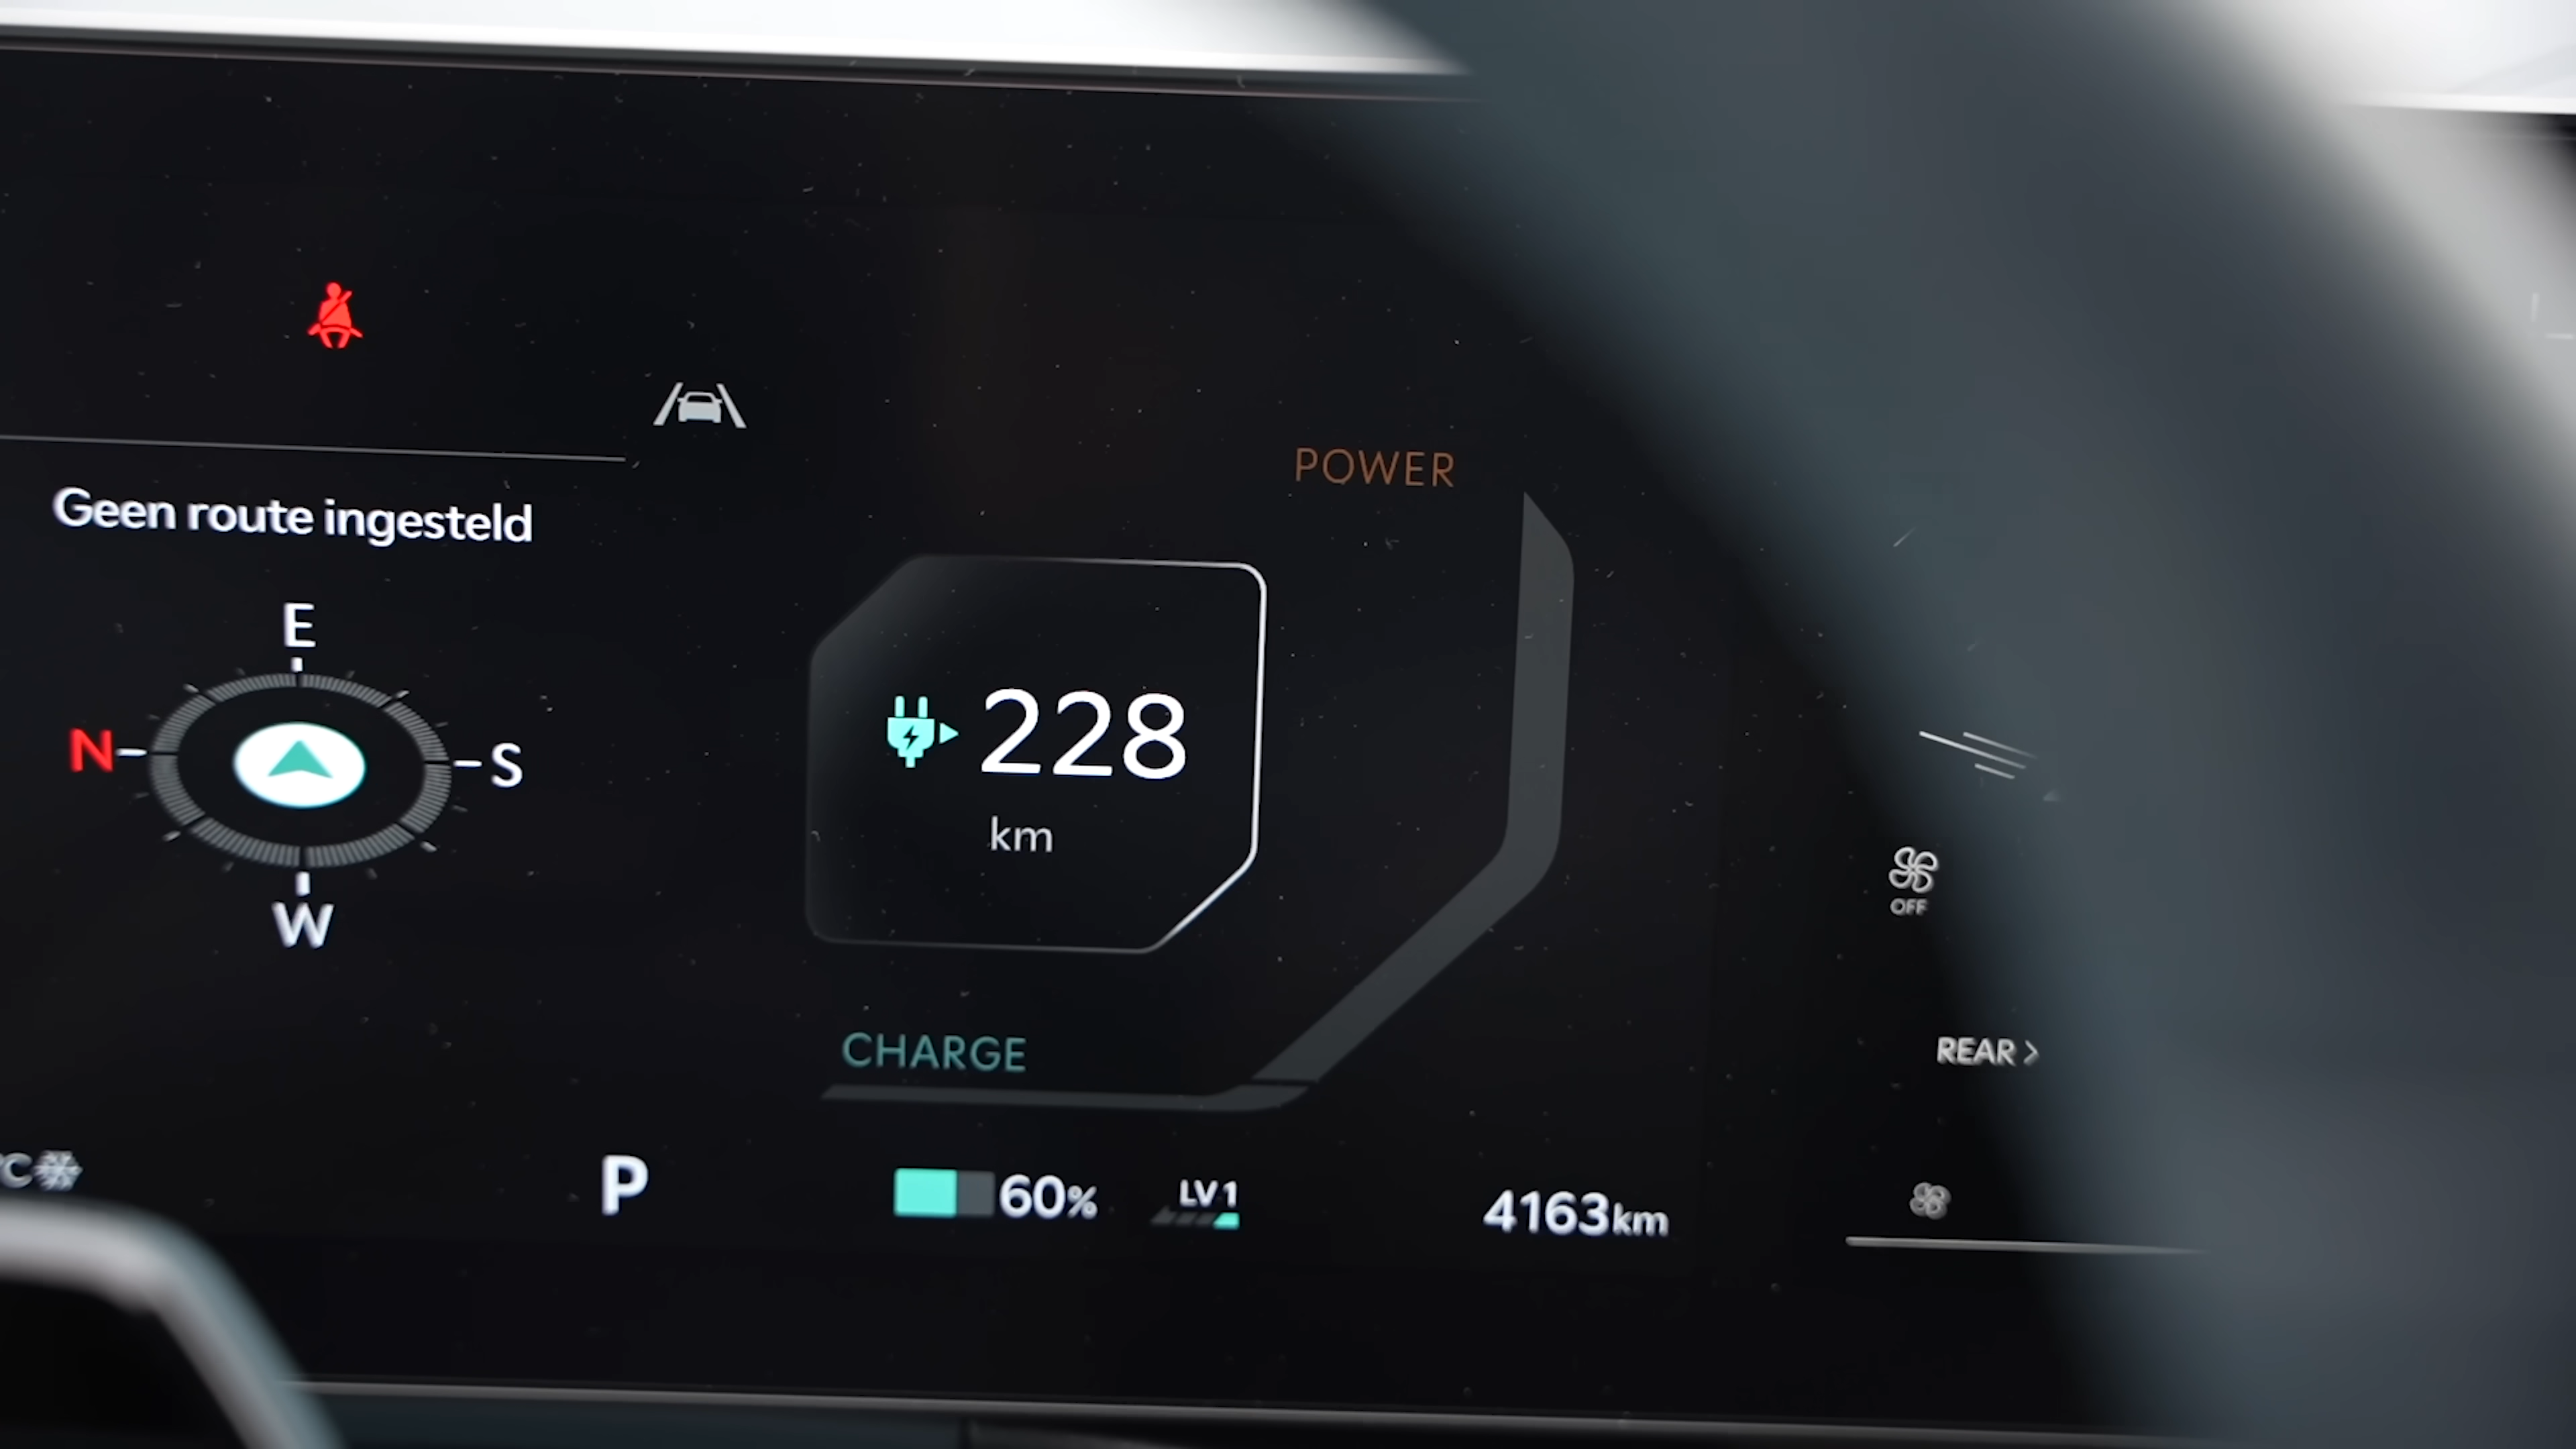 POWER
Geen route ingesteld
E
N
S
W
228
km
OFF
CHARGE
REAR >
°C
P
60%
LV 1
4163km